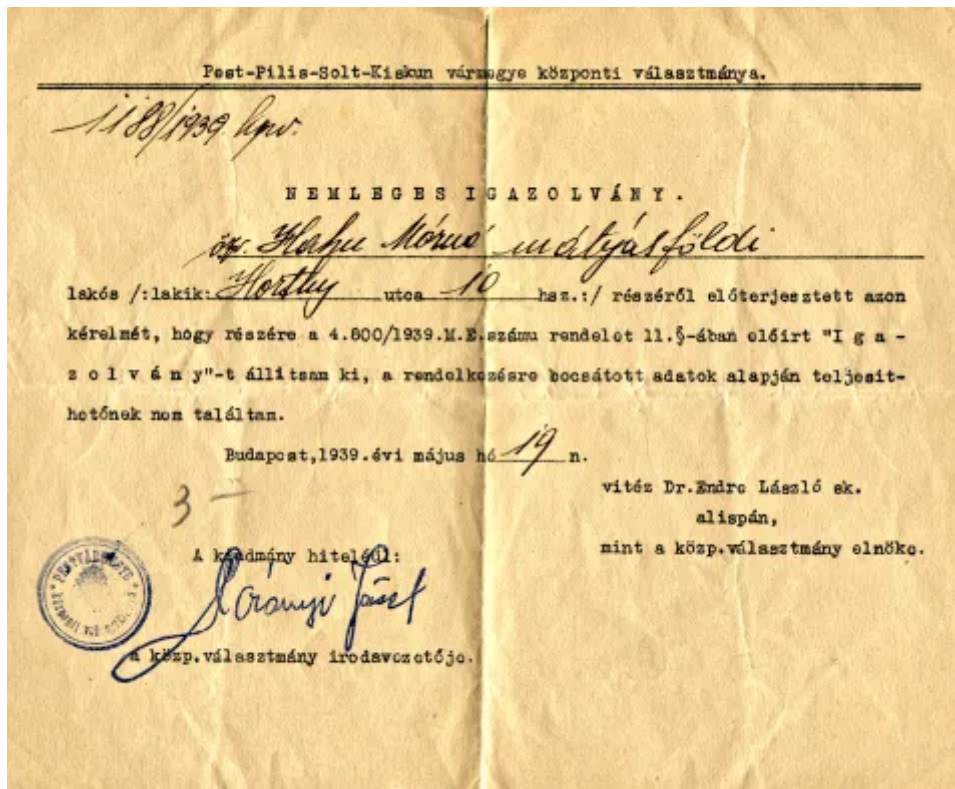 Pest-Pilis-Solt-Kiskun vármegye központi választmánya.
1188/1939. kpv.
NEMLEGES IGAZOLVÁNY.
özv. Hahn Mórné mátyásföldi
lakós /:lakik: Horthy utca 10 hsz.:/ részéről előterjesztett azon
kérelmét, hogy részére a 4.800/1939.M.E.számu rendelet 11.§-ában előirt "I g a -
z o l v á n y"-t állitsam ki, a rendelkezésre bocsátott adatok alapján teljesit-
hetőnek nem találtam.
Budapest,1939.évi május hó 19 n.
vitéz Dr.Endre László sk.
alispán,
mint a közp.választmány elnöke.
3 —
A kiadmány hiteléül:
József
a közp.választmány irodavezetője.